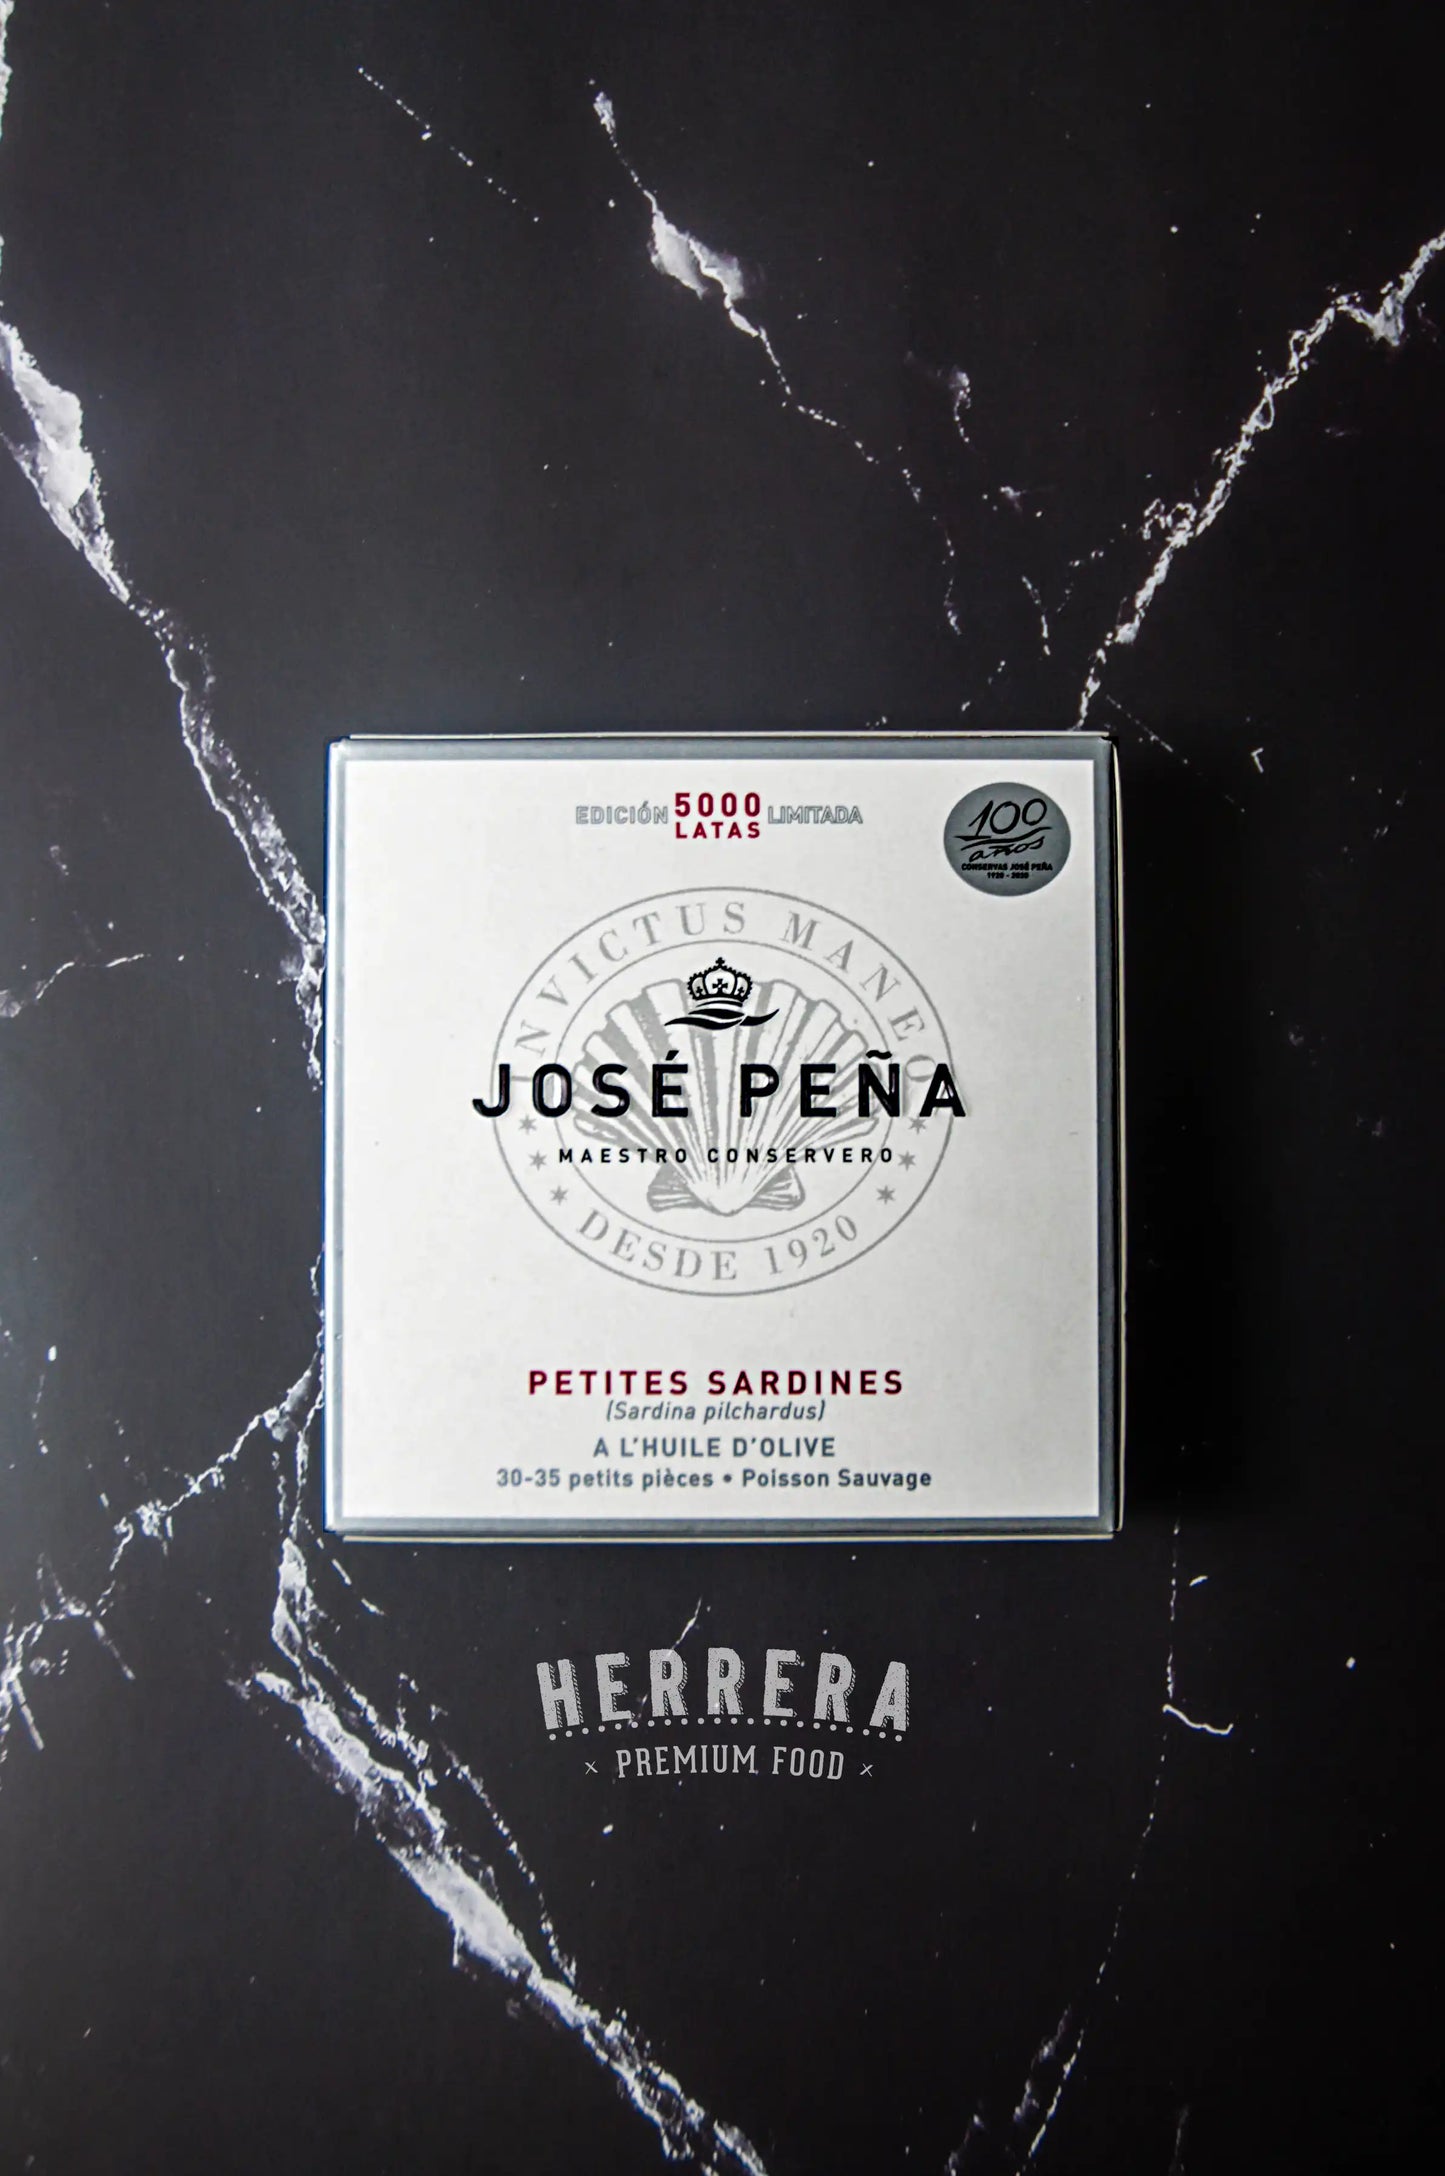 EDICIÓN 5000 LATAS LIMITADA
100
años
CONSERVAS JOSÉ PEÑA
1920 - 2020
INVICTUS MANEO
JOSÉ PEÑA
MAESTRO CONSERVERO
DESDE 1920
PETITES SARDINES
(Sardina pilchardus)
A L'HUILE D'OLIVE
30-35 petits pièces • Poisson Sauvage
HERRERA
x PREMIUM FOOD x